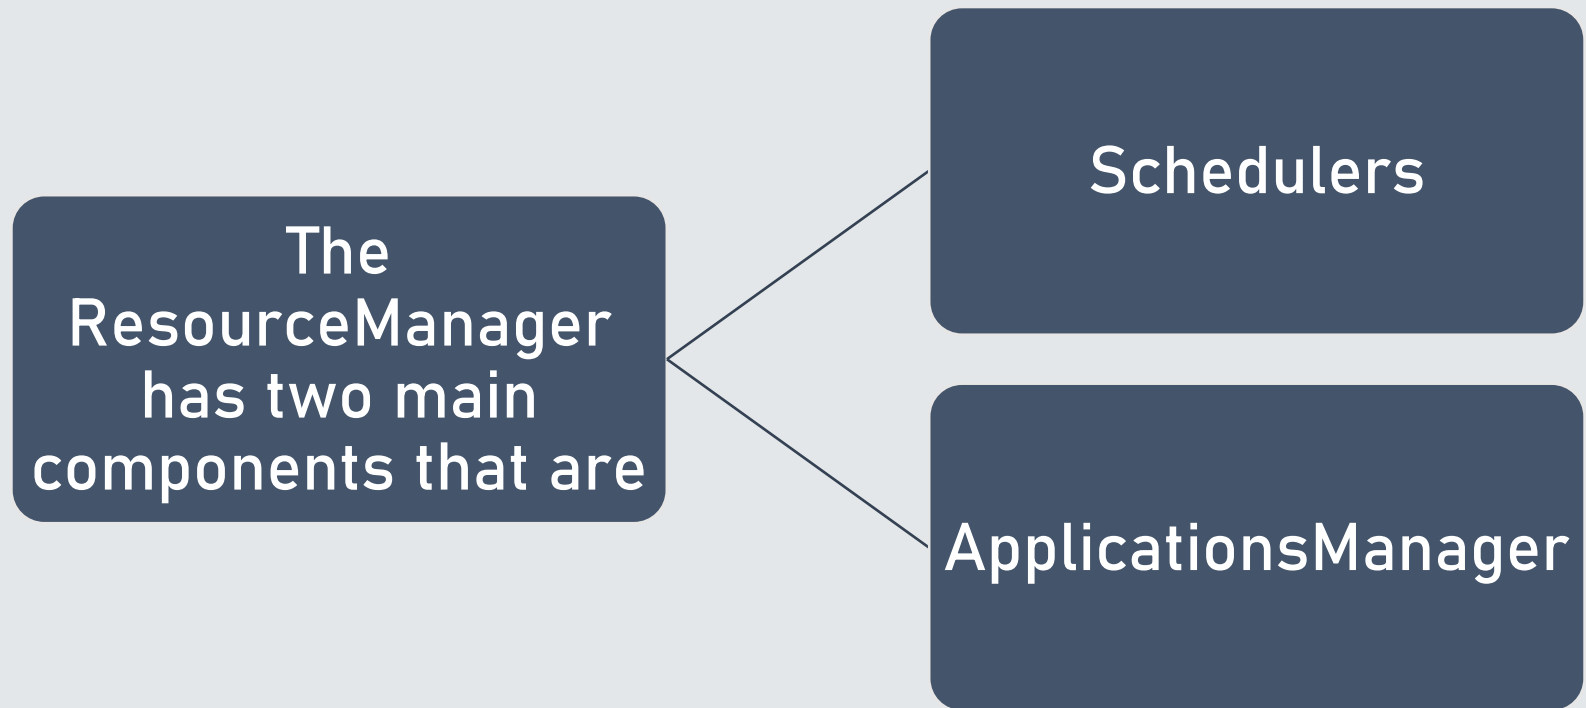 The
ResourceManager
has two main
components that are
Schedulers
ApplicationsManager